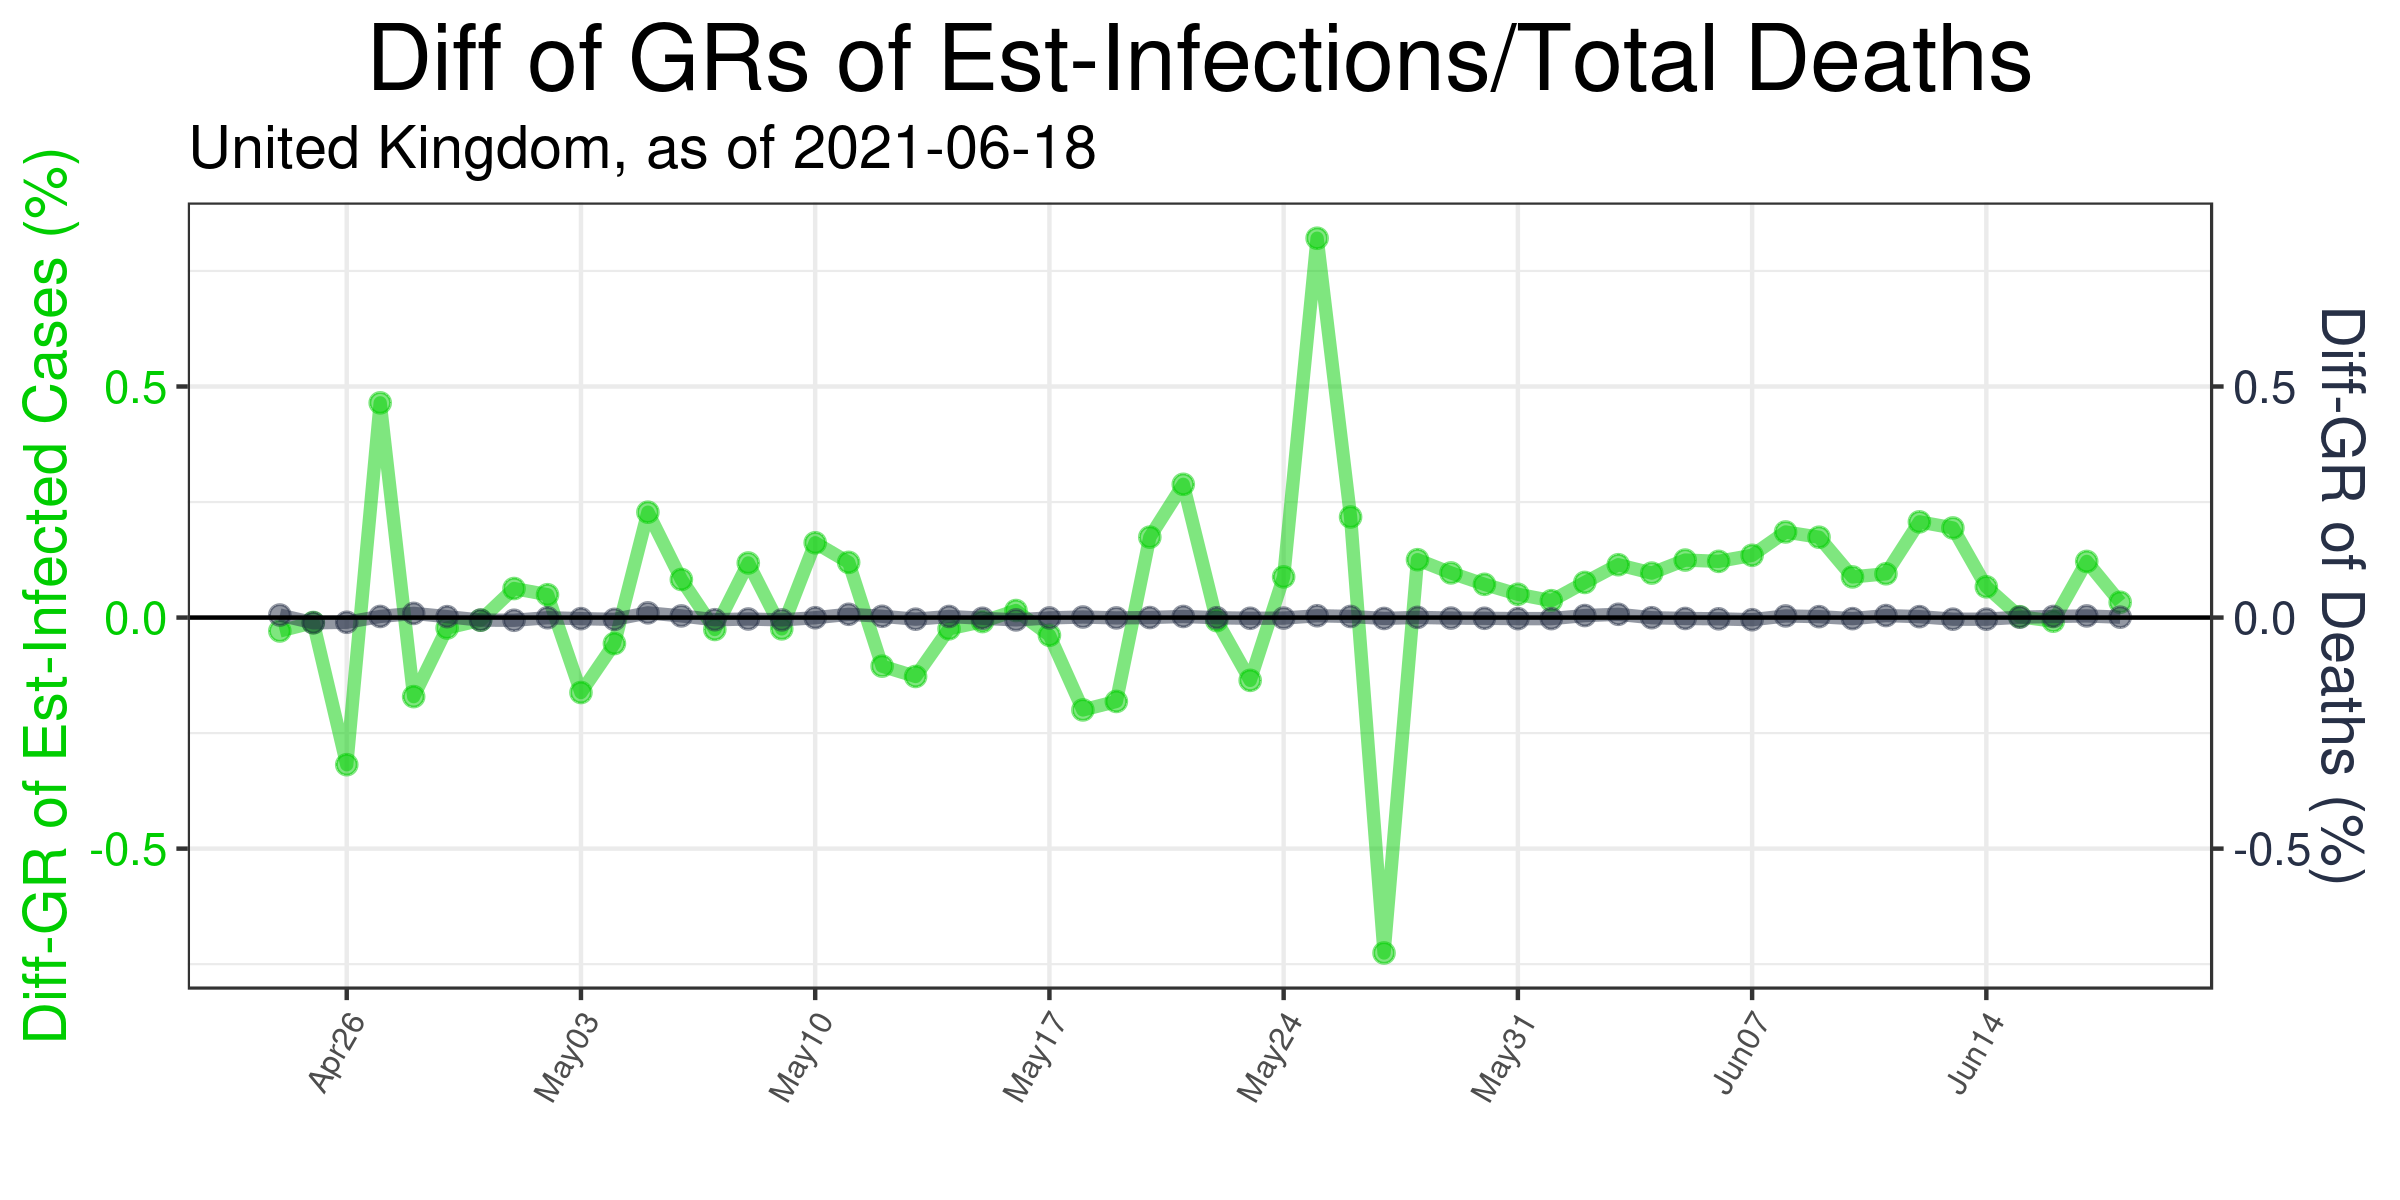 Diff of GRs of Est-Infections/Total Deaths
United Kingdom, as of 2021-06-18
Diff-GR of Est-Infected Cases (%)
0.5
0.0
-0.5
0.5
0.0
-0.5
Diff-GR of Deaths (%)
Apr26
May03
May10
May17
May24
May31
Jun07
Jun14